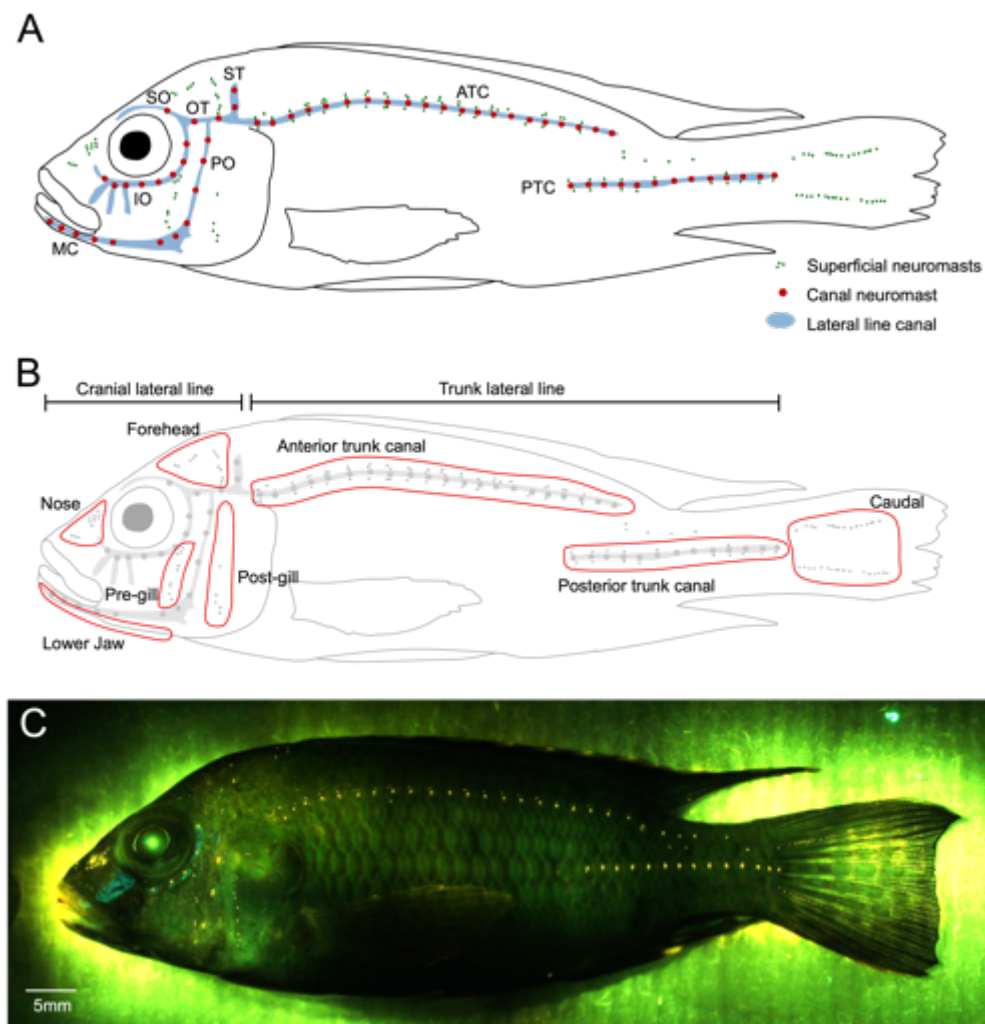 A
ST
SO
OT
ATC
PO
PTC
IO
MC
Superficial neuromasts
Canal neuromast
Lateral line canal
B
Cranial lateral line
Trunk lateral line
Forehead
Anterior trunk canal
Nose
Caudal
Pre-gill
Post-gill
Posterior trunk canal
Lower Jaw
C
5mm